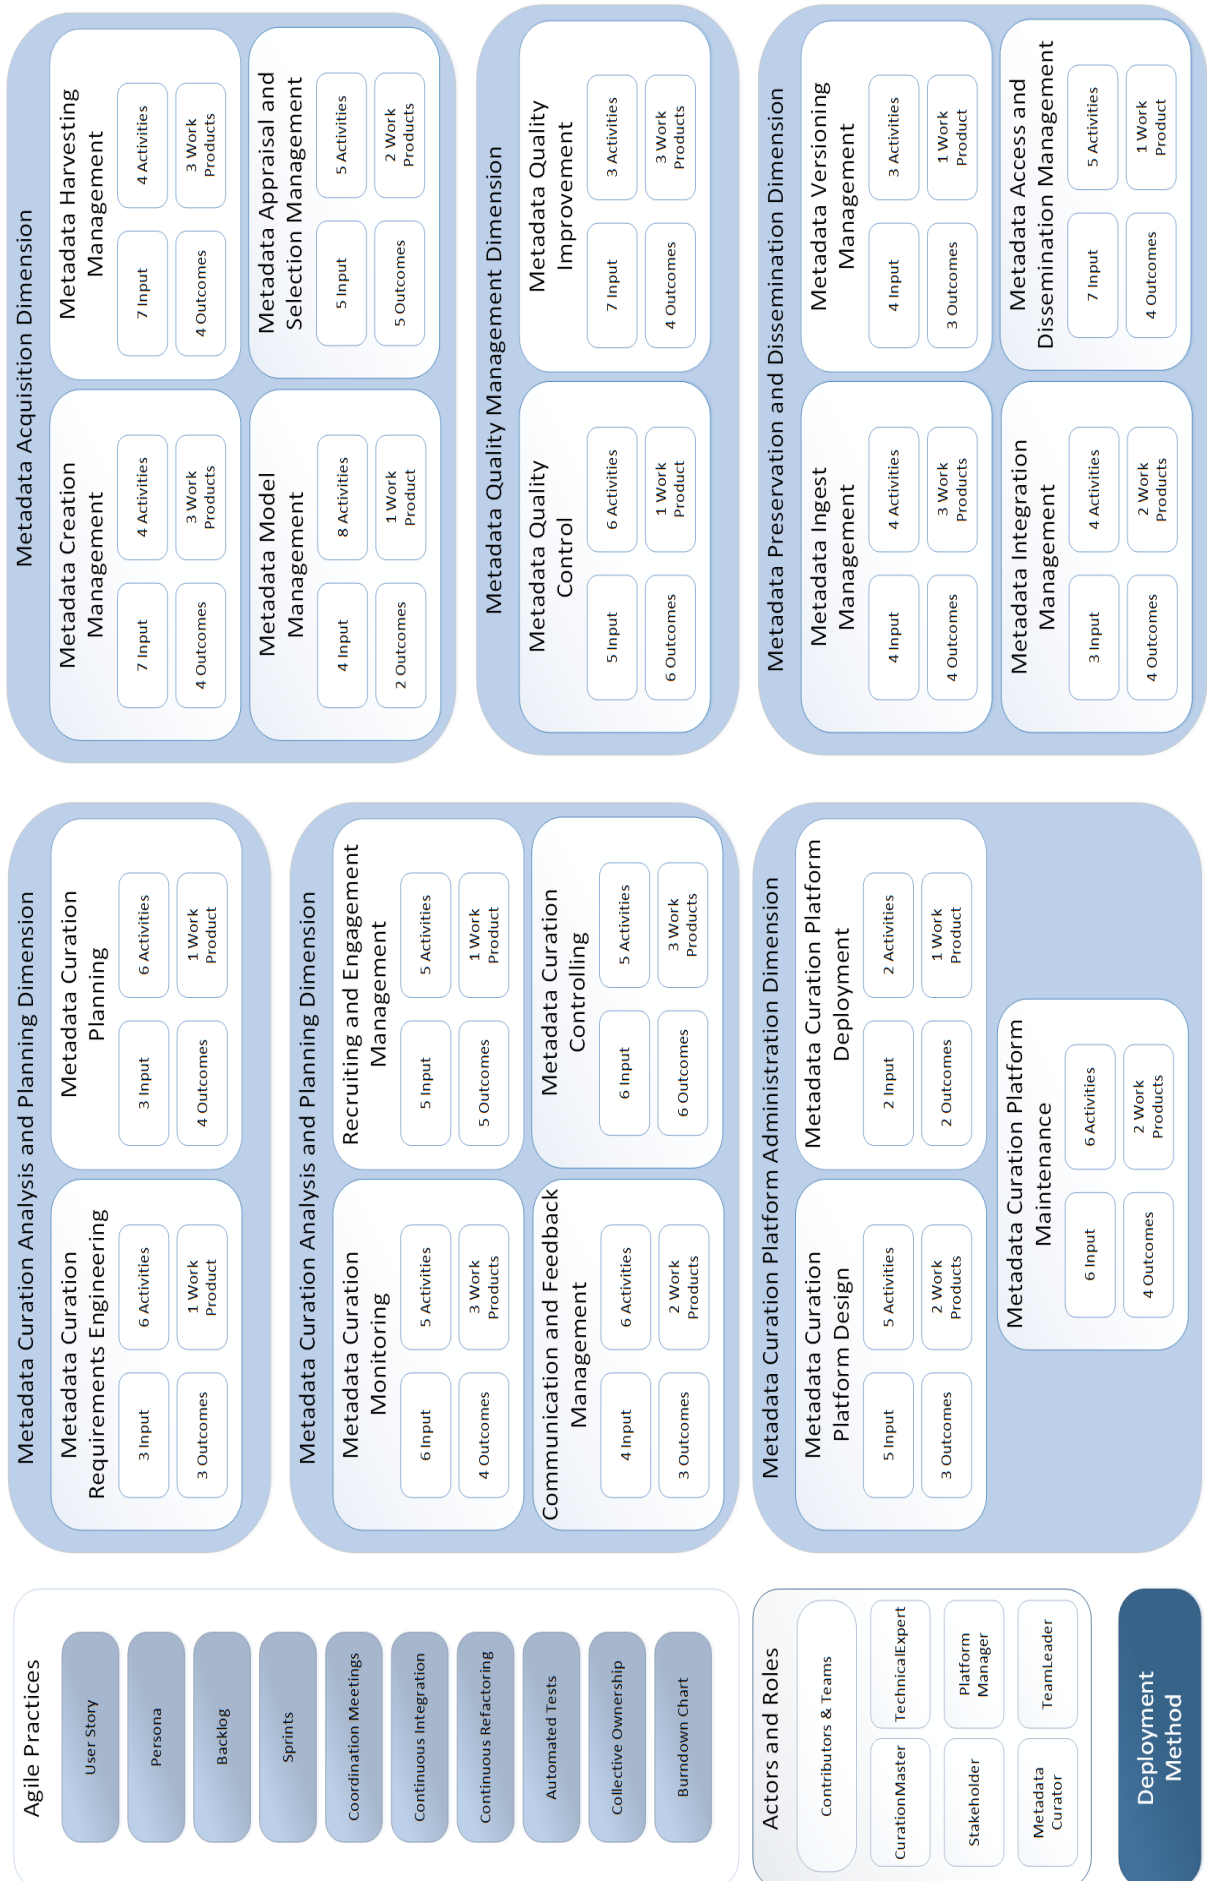 Agile Practices
User Story
Persona
Backlog
Sprints
Coordination Meetings
Continuous Integration
Continuous Refactoring
Automated Tests
Collective Ownership
Burndown Chart
Actors and Roles
Contributors & Teams
CurationMaster
TechnicalExpert
Stakeholder
Platform
Manager
Metadata
Curator
TeamLeader
Deployment
Method
Metadata Curation Analysis and Planning Dimension
Metadata Curation
Requirements Engineering
3 Input
6 Activities
3 Outcomes
1 Work
Product
Metadata Curation
Planning
3 Input
6 Activities
4 Outcomes
1 Work
Product
Metadata Curation Analysis and Planning Dimension
Metadata Curation
Monitoring
6 Input
5 Activities
4 Outcomes
3 Work
Products
Recruiting and Engagement
Management
5 Input
5 Activities
5 Outcomes
1 Work
Product
Communication and Feedback
Management
4 Input
6 Activities
3 Outcomes
2 Work
Products
Metadata Curation
Controlling
6 Input
5 Activities
6 Outcomes
3 Work
Products
Metadata Curation Platform Administration Dimension
Metadata Curation
Platform Design
5 Input
5 Activities
3 Outcomes
2 Work
Products
Metadata Curation Platform
Deployment
2 Input
2 Activities
2 Outcomes
1 Work
Product
Metadata Curation Platform
Maintenance
6 Input
6 Activities
4 Outcomes
2 Work
Products
Metadata Acquisition Dimension
Metadata Creation
Management
7 Input
4 Activities
4 Outcomes
3 Work
Products
Metadata Harvesting
Management
7 Input
4 Activities
4 Outcomes
3 Work
Products
Metadata Model
Management
4 Input
8 Activities
2 Outcomes
1 Work
Product
Metadata Appraisal and
Selection Management
5 Input
5 Activities
5 Outcomes
2 Work
Products
Metadata Quality Management Dimension
Metadata Quality
Control
5 Input
6 Activities
6 Outcomes
1 Work
Product
Metadata Quality
Improvement
7 Input
3 Activities
4 Outcomes
3 Work
Products
Metadata Preservation and Dissemination Dimension
Metadata Ingest
Management
4 Input
4 Activities
4 Outcomes
3 Work
Products
Metadata Versioning
Management
4 Input
3 Activities
3 Outcomes
1 Work
Product
Metadata Integration
Management
3 Input
4 Activities
4 Outcomes
2 Work
Products
Metadata Access and
Dissemination Management
7 Input
5 Activities
4 Outcomes
1 Work
Product